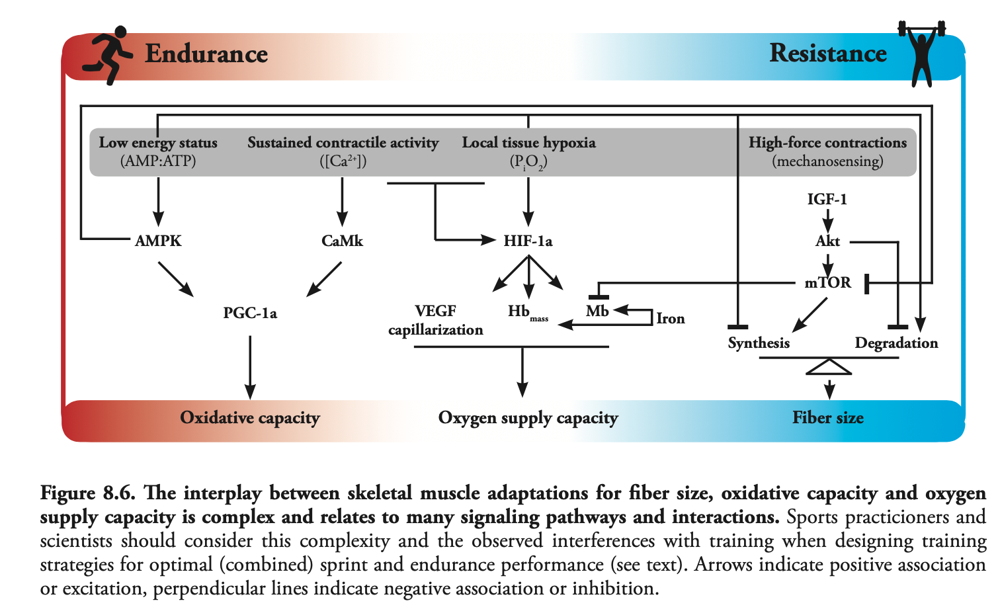 Endurance
Resistance
Low energy status
(AMP:ATP)
Sustained contractile activity
([Ca²⁺])
Local tissue hypoxia
(PᵢO₂)
High-force contractions
(mechanosensing)
IGF-1
AMPK
CaMk
HIF-1a
Akt
mTOR
PGC-1a
VEGF
capillarization
Hb mass
Mb
Iron
Synthesis
Degradation
Oxidative capacity
Oxygen supply capacity
Fiber size
Figure 8.6. The interplay between skeletal muscle adaptations for fiber size, oxidative capacity and oxygen
supply capacity is complex and relates to many signaling pathways and interactions. Sports practicioners and
scientists should consider this complexity and the observed interferences with training when designing training
strategies for optimal (combined) sprint and endurance performance (see text). Arrows indicate positive association
or excitation, perpendicular lines indicate negative association or inhibition.